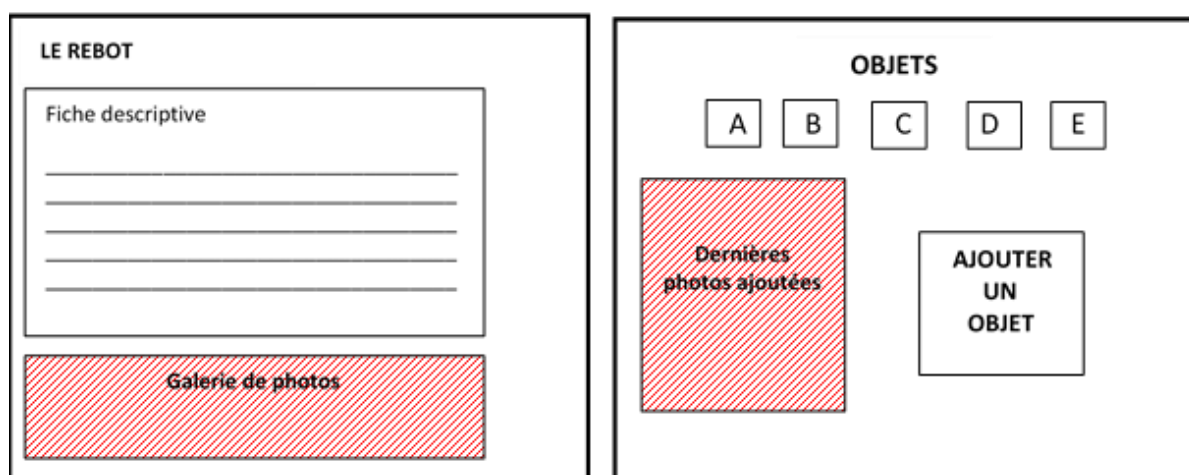 LE REBOT
Fiche descriptive
Galerie de photos
OBJETS
A B C D E
Dernières
photos ajoutées
AJOUTER
UN
OBJET